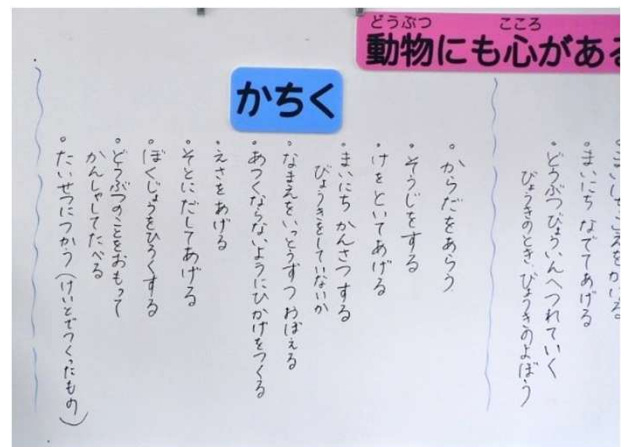 動物にも心がある
どうぶつ
こころ
まいにち なでてあげる
どうぶつびょういんへつれていく
びょうきのとき・びょうきのよぼう
かちく
・からだをあらう
・そうじをする
・けをといてあげる
・まいにち かんさつする
びょうきをしていないか
・なまえをいっとうずつ おぼえる
・あつくならないようにひかげをつくる
・えさをあげる
・そとにだしてあげる
・ぼくじょうをひろくする
・どうぶつのことをおもって
かんしゃしてたべる
・たいせつにつかう(けいとでつくったもの)